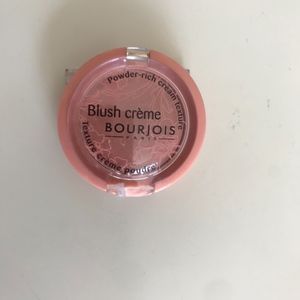 Powder-rich cream texture
Blush crème
BOURJOIS
PARIS
Texture crème poudrée